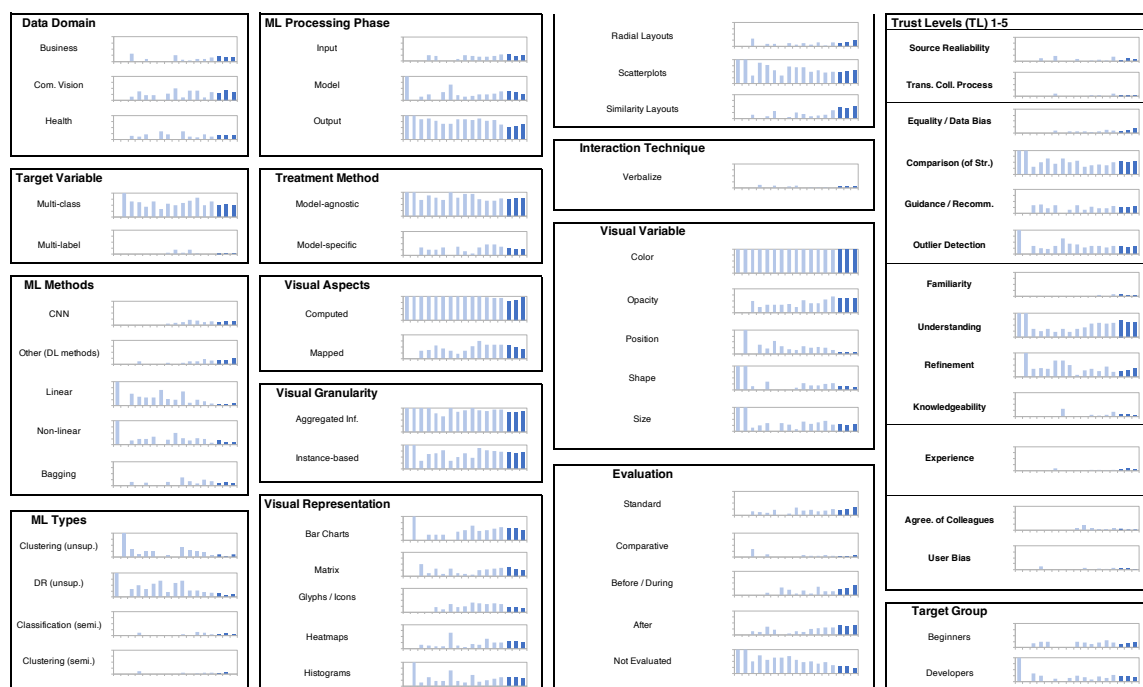 Data Domain
Business
Com. Vision
Health
Target Variable
Multi-class
Multi-label
ML Methods
CNN
Other (DL methods)
Linear
Non-linear
Bagging
ML Types
Clustering (unsup.)
DR (unsup.)
Classification (semi.)
Clustering (semi.)
ML Processing Phase
Input
Model
Output
Treatment Method
Model-agnostic
Model-specific
Visual Aspects
Computed
Mapped
Visual Granularity
Aggregated Inf.
Instance-based
Visual Representation
Bar Charts
Matrix
Glyphs / Icons
Heatmaps
Histograms
Radial Layouts
Scatterplots
Similarity Layouts
Interaction Technique
Verbalize
Visual Variable
Color
Opacity
Position
Shape
Size
Evaluation
Standard
Comparative
Before / During
After
Not Evaluated
Trust Levels (TL) 1-5
Source Realiability
Trans. Coll. Process
Equality / Data Bias
Comparison (of Str.)
Guidance / Recomm.
Outlier Detection
Familiarity
Understanding
Refinement
Knowledgeability
Experience
Agree. of Colleagues
User Bias
Target Group
Beginners
Developers